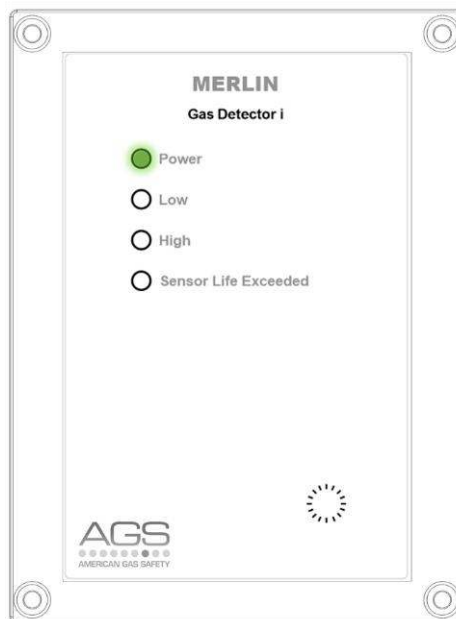 MERLIN
Gas Detector i
Power
Low
High
Sensor Life Exceeded
AGS
AMERICAN GAS SAFETY